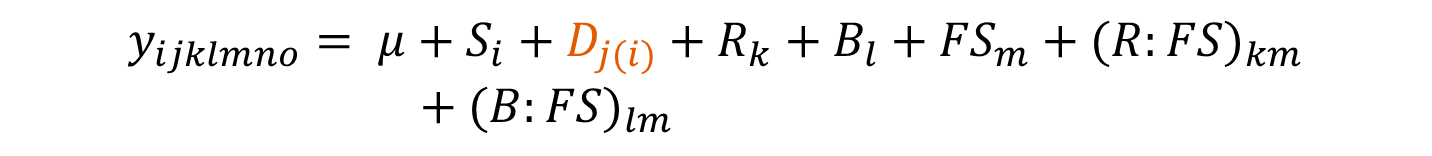 y_{ijklmno} = μ + S_i + D_{j(i)} + R_k + B_l + FS_m + (R:FS)_{km}
+ (B:FS)_{lm}